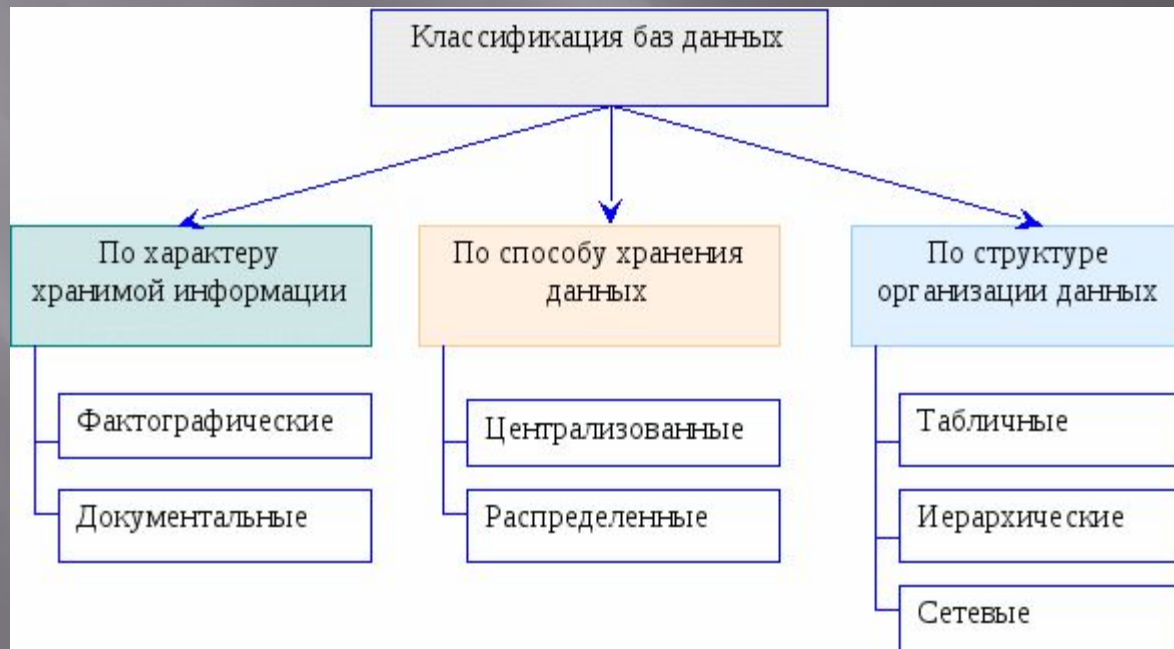 Классификация баз данных
По характеру
хранимой информации
Фактографические
Документальные
По способу хранения
данных
Централизованные
Распределенные
По структуре
организации данных
Табличные
Иерархические
Сетевые